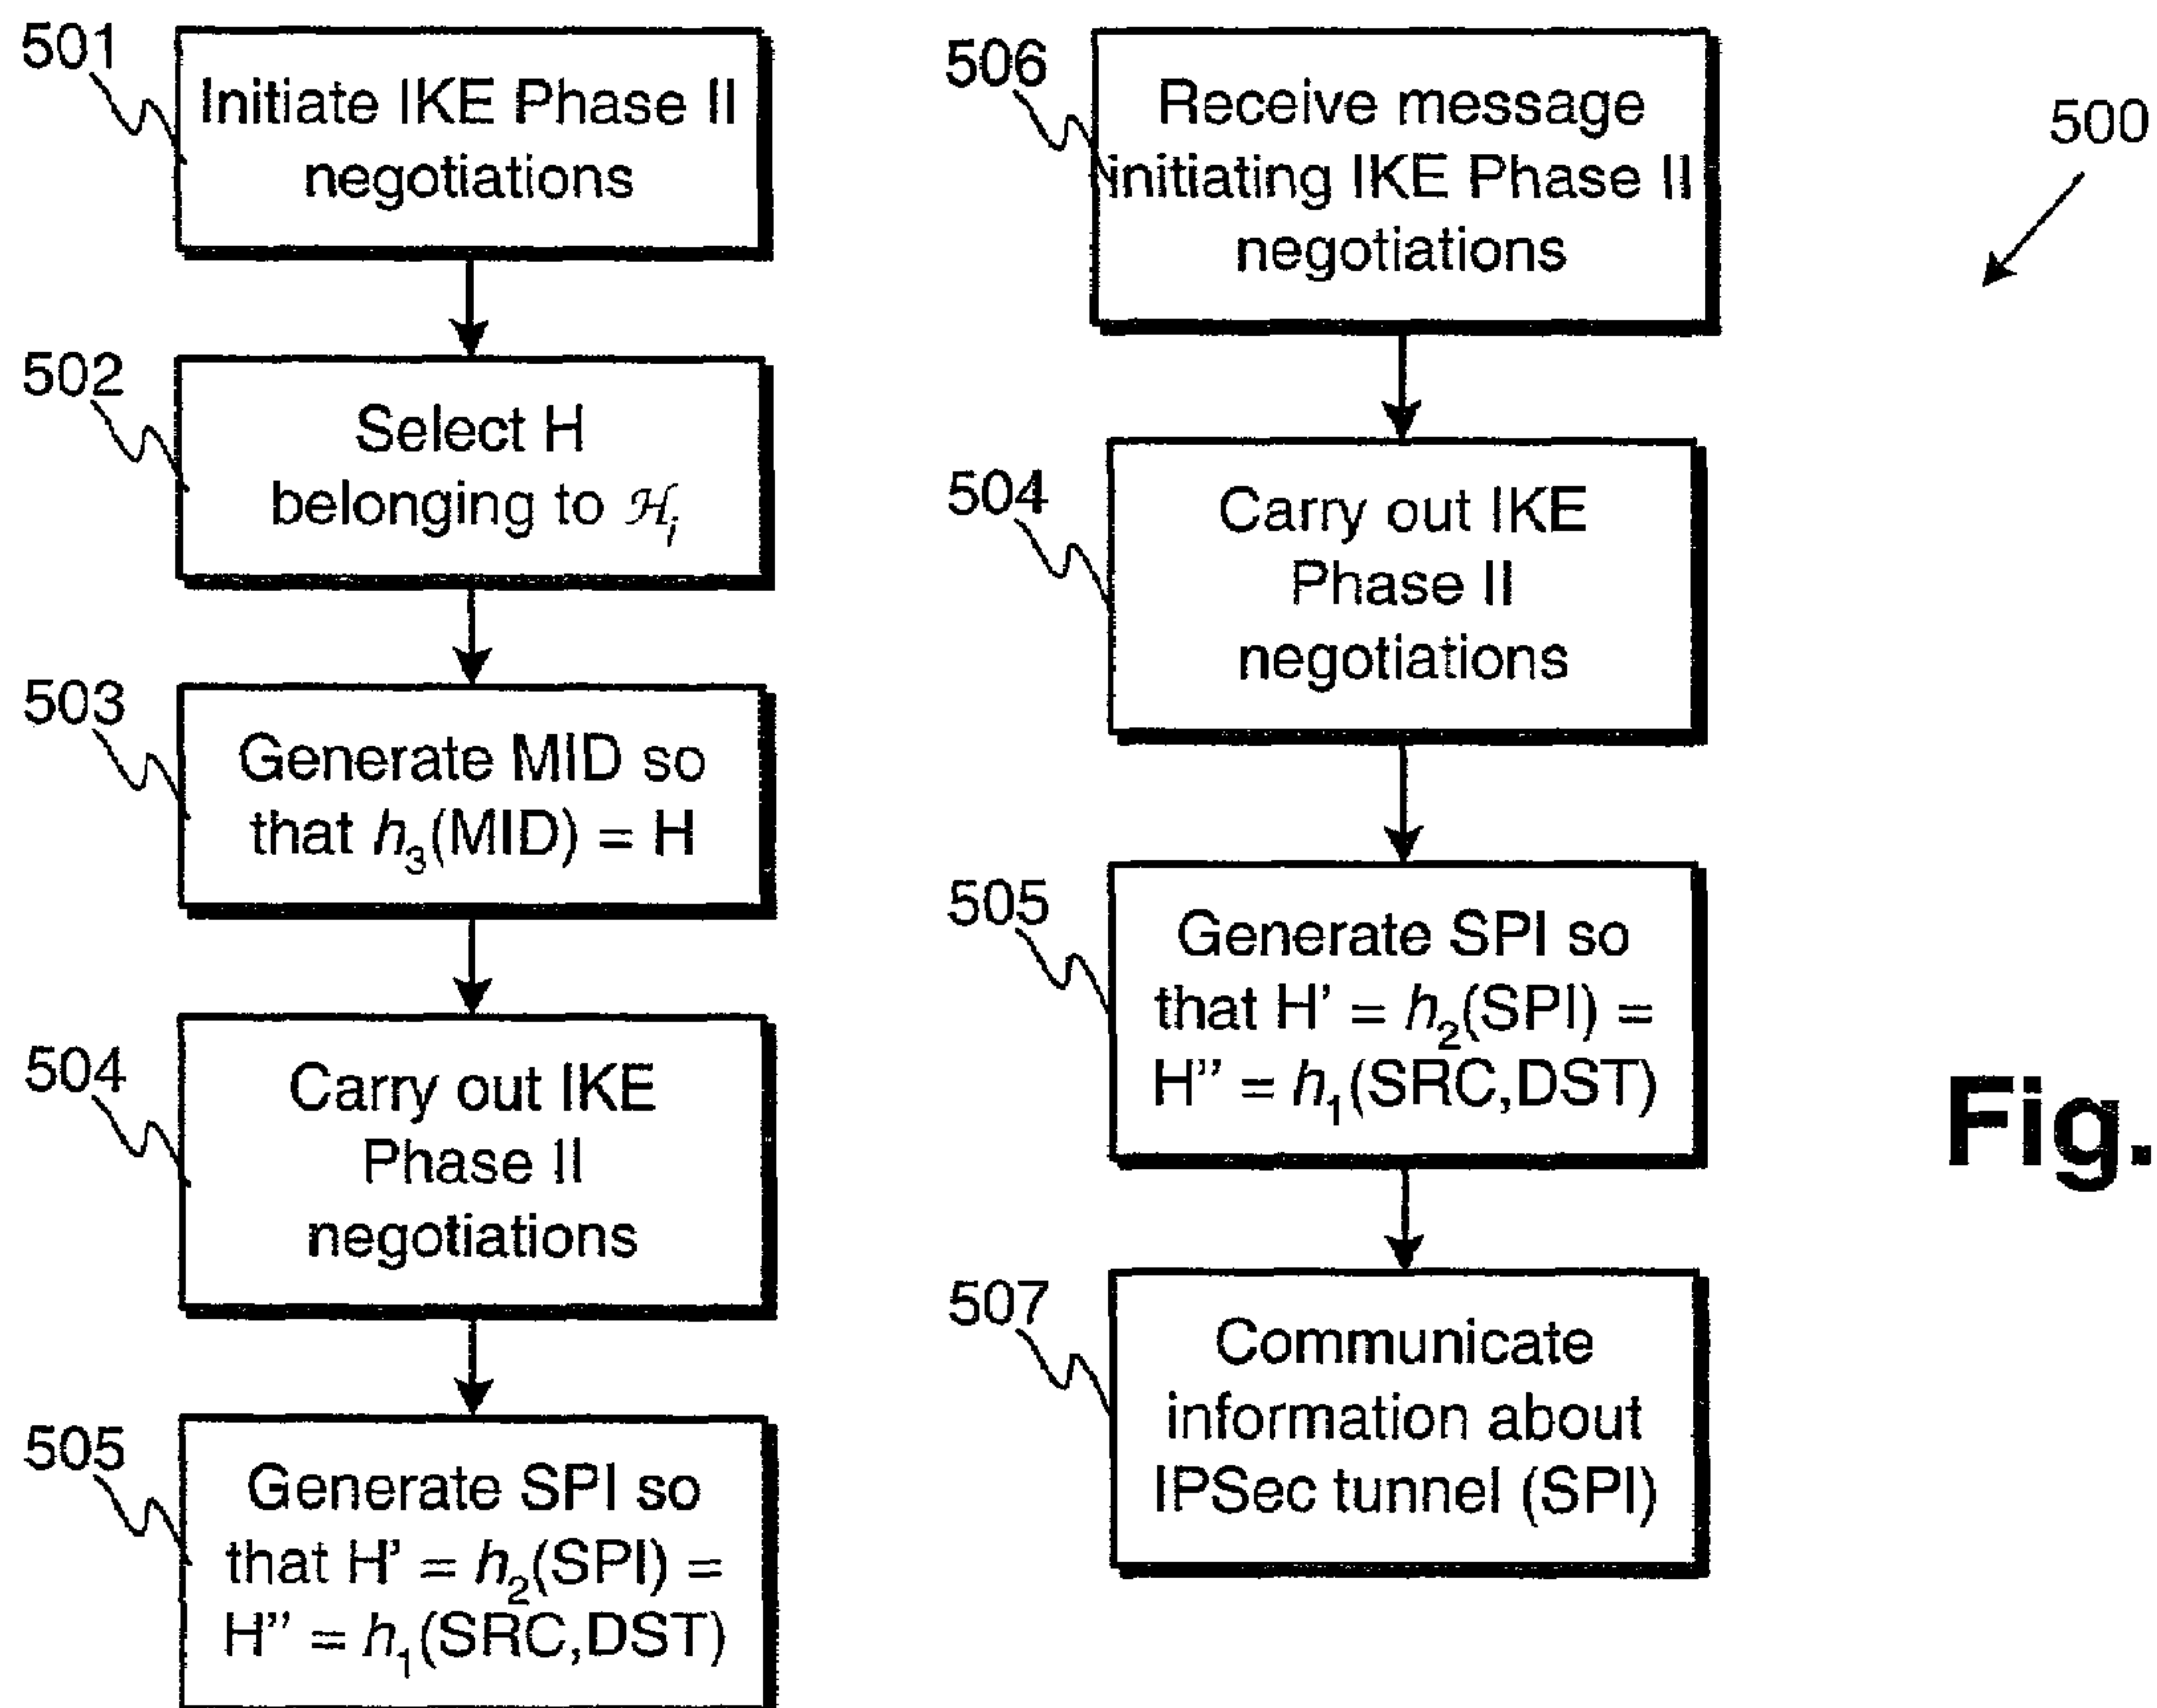 501
Initiate IKE Phase II
negotiations
502
Select H
belonging to ℋᵢ
503
Generate MID so
that h₃(MID) = H
504
Carry out IKE
Phase II
negotiations
505
Generate SPI so
that H' = h₂(SPI) =
H'' = h₁(SRC,DST)
506
Receive message
initiating IKE Phase II
negotiations
504
Carry out IKE
Phase II
negotiations
505
Generate SPI so
that H' = h₂(SPI) =
H'' = h₁(SRC,DST)
507
Communicate
information about
IPSec tunnel (SPI)
500
Fig.